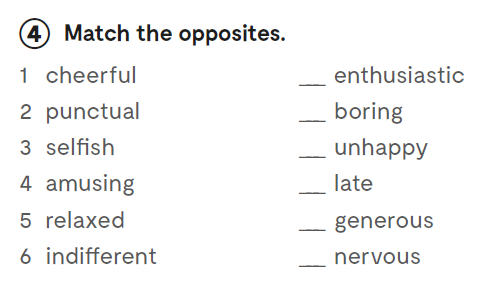 4 Match the opposites.
1 cheerful ___ enthusiastic
2 punctual ___ boring
3 selfish ___ unhappy
4 amusing ___ late
5 relaxed ___ generous
6 indifferent ___ nervous